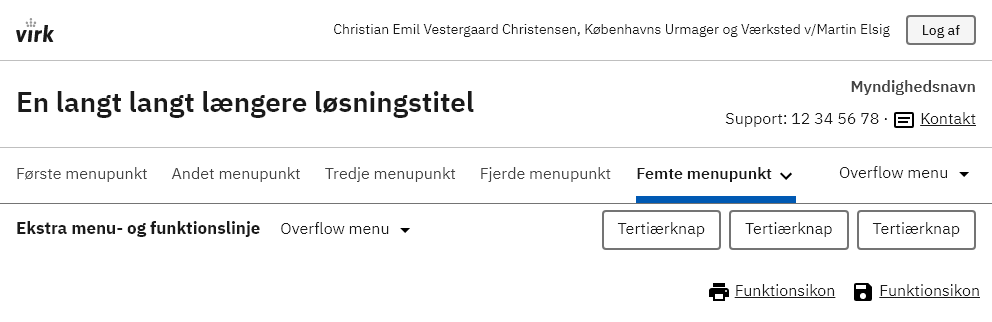 virk
Christian Emil Vestergaard Christensen, Københavns Urmager og Værksted v/Martin Elsig
Log af
En langt langt længere løsningstitel
Myndighedsnavn
Support: 12 34 56 78 · Kontakt
Første menupunkt Andet menupunkt Tredje menupunkt Fjerde menupunkt Femte menupunkt Overflow menu
Ekstra menu- og funktionslinje Overflow menu Tertiærknap Tertiærknap Tertiærknap
Funktionsikon Funktionsikon